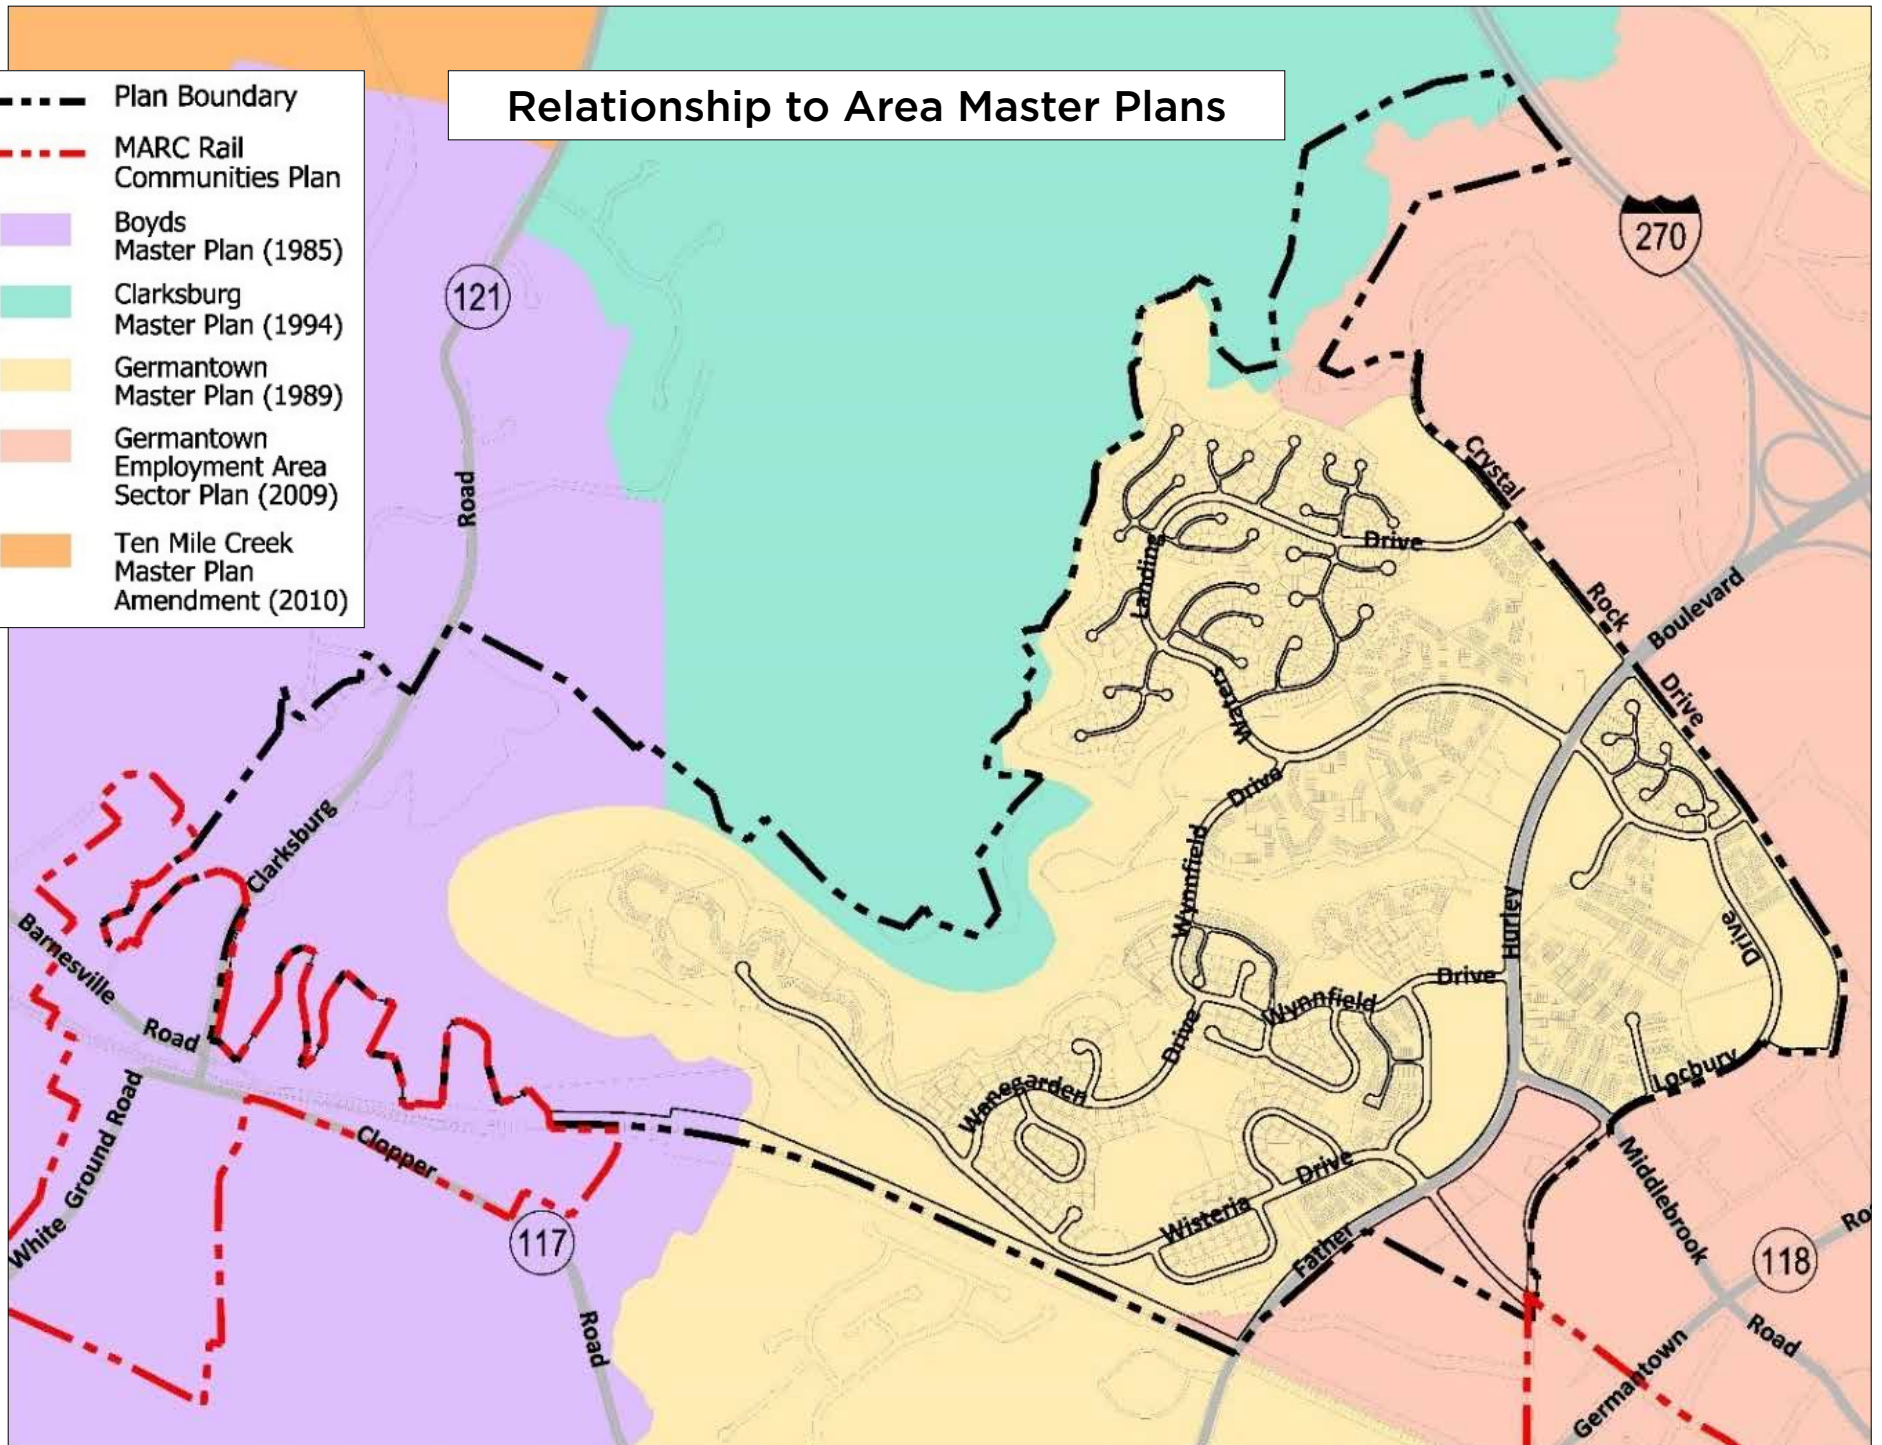 Relationship to Area Master Plans
Plan Boundary
MARC Rail
Communities Plan
Boyds
Master Plan (1985)
Clarksburg
Master Plan (1994)
Germantown
Master Plan (1989)
Germantown
Employment Area
Sector Plan (2009)
Ten Mile Creek
Master Plan
Amendment (2010)
121
270
Road
Crystal
Drive
Landing
Rock
Boulevard
Drive
Waters
Drive
Clarksburg
Wynnfield
Hurley
Barnesville
Drive
Drive
Wynnfield
Road
Drive
Locbury
Wanegarden
White Ground Road
Clopper
Drive
Middlebrook
Wisteria
117
Father
118
Ro
Road
Road
Germantown